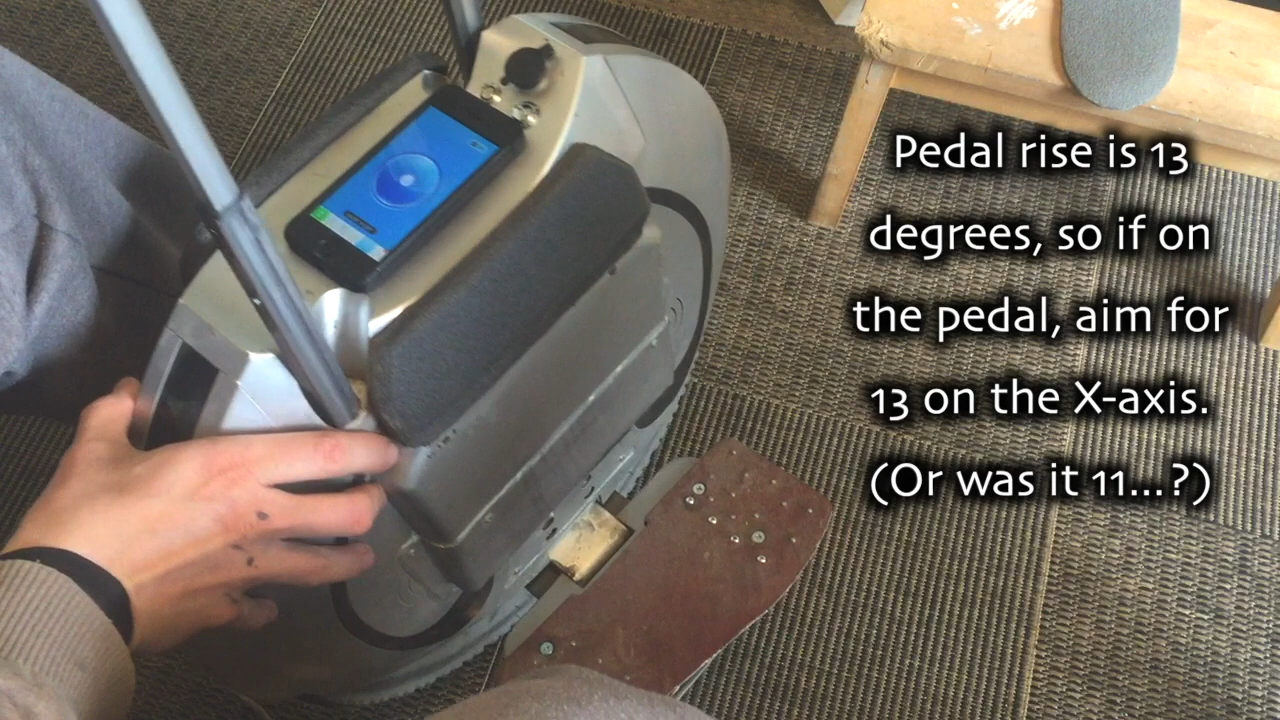 Pedal rise is 13
degrees, so if on
the pedal, aim for
13 on the X-axis.
(Or was it 11...?)